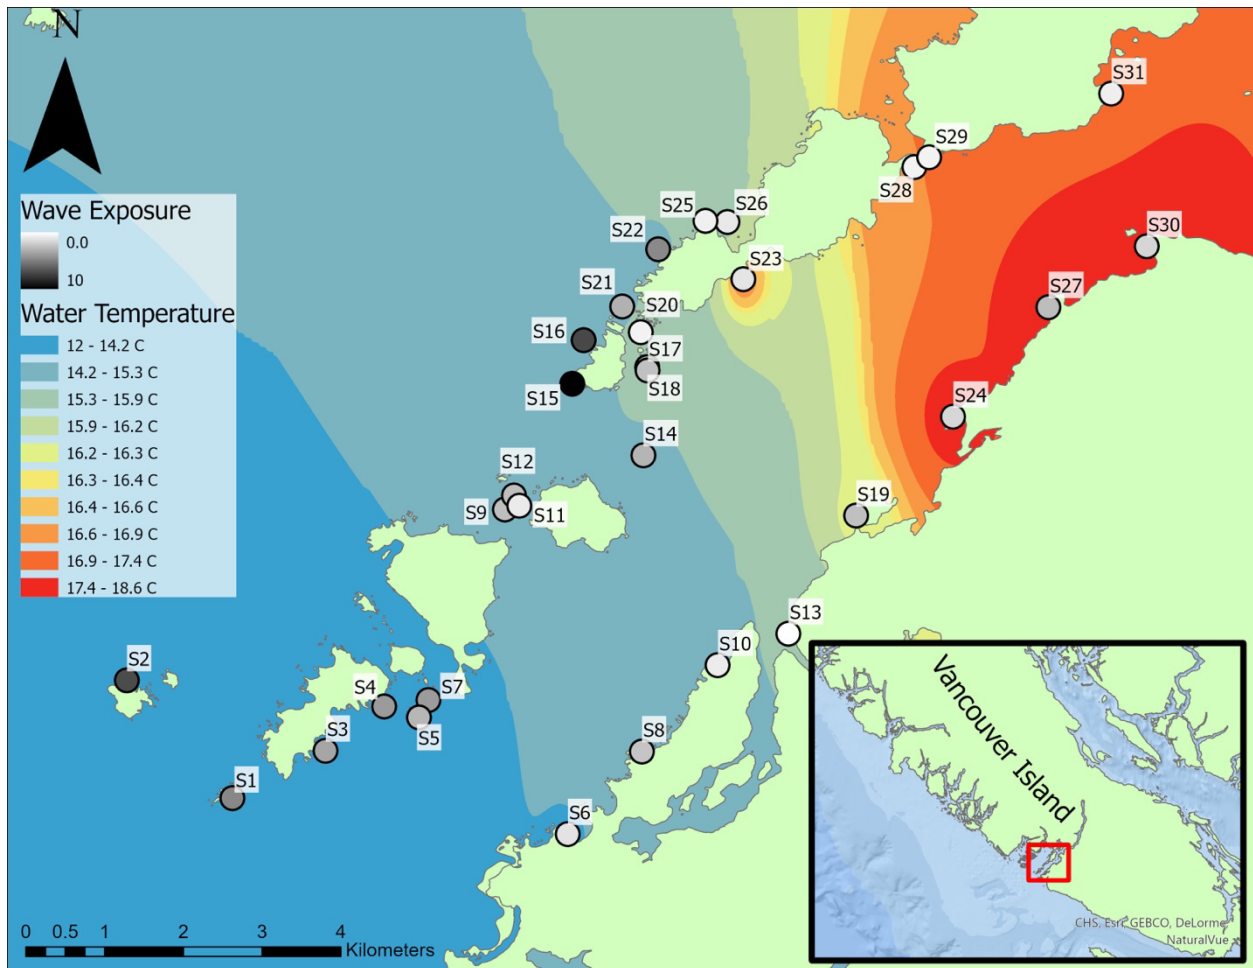 N
Wave Exposure
0.0
10
Water Temperature
12 - 14.2 C
14.2 - 15.3 C
15.3 - 15.9 C
15.9 - 16.2 C
16.2 - 16.3 C
16.3 - 16.4 C
16.4 - 16.6 C
16.6 - 16.9 C
16.9 - 17.4 C
17.4 - 18.6 C
S31
S29
S28
S25
S26
S22
S30
S23
S21
S20
S27
S16
S17
S18
S15
S24
S14
S12
S9
S11
S19
S13
S10
S2
S4
S7
S5
S3
S8
S1
S6
0 0.5 1 2 3 4
Kilometers
Vancouver Island
CHS, Esri, GEBCO, DeLorme,
NaturalVue